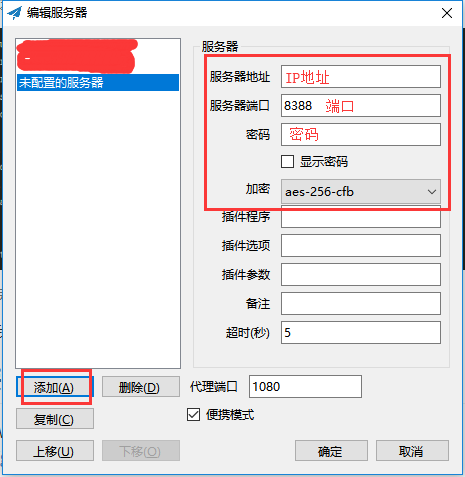 编辑服务器
未配置的服务器
服务器
服务器地址 IP地址
服务器端口 8388 端口
密码 密码
显示密码
加密 aes-256-cfb
插件程序
插件选项
插件参数
备注
超时(秒) 5
添加(A) 删除(D) 代理端口 1080
复制(C) 便携模式
上移(U) 下移(O) 确定 取消